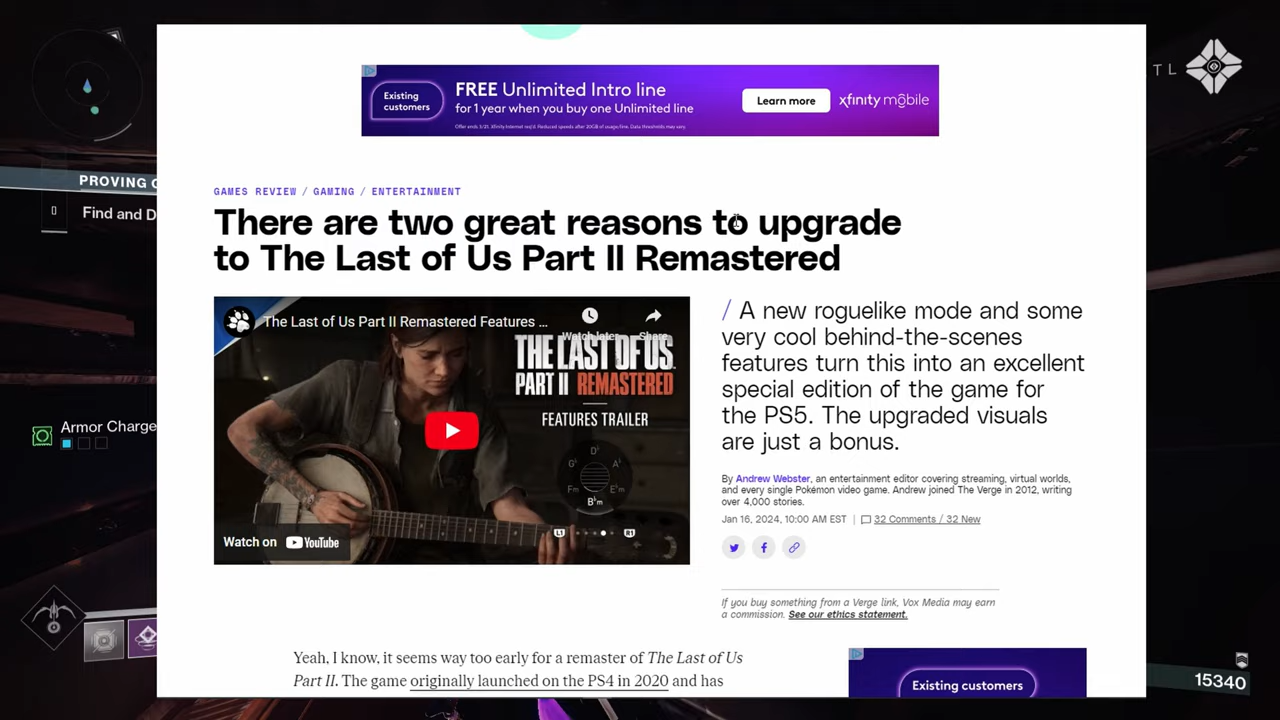 Existing
customers
FREE Unlimited Intro line
for 1 year when you buy one Unlimited line
Learn more
xfinity mobile
TL
PROVING
Find and D
GAMES REVIEW / GAMING / ENTERTAINMENT
There are two great reasons to upgrade
to The Last of Us Part II Remastered
The Last of Us Part II Remastered Features ...
Watch later
Share
THE LAST OF US
PART II REMASTERED
FEATURES TRAILER
L1
R1
Watch on YouTube
/ A new roguelike mode and some
very cool behind-the-scenes
features turn this into an excellent
special edition of the game for
the PS5. The upgraded visuals
are just a bonus.
Armor Charge
By Andrew Webster, an entertainment editor covering streaming, virtual worlds,
and every single Pokémon video game. Andrew joined The Verge in 2012, writing
over 4,000 stories.
Jan 16, 2024, 10:00 AM EST | 32 Comments / 32 New
If you buy something from a Verge link, Vox Media may earn
a commission. See our ethics statement.
Yeah, I know, it seems way too early for a remaster of The Last of Us
Part II. The game originally launched on the PS4 in 2020 and has
Existing customers
15340